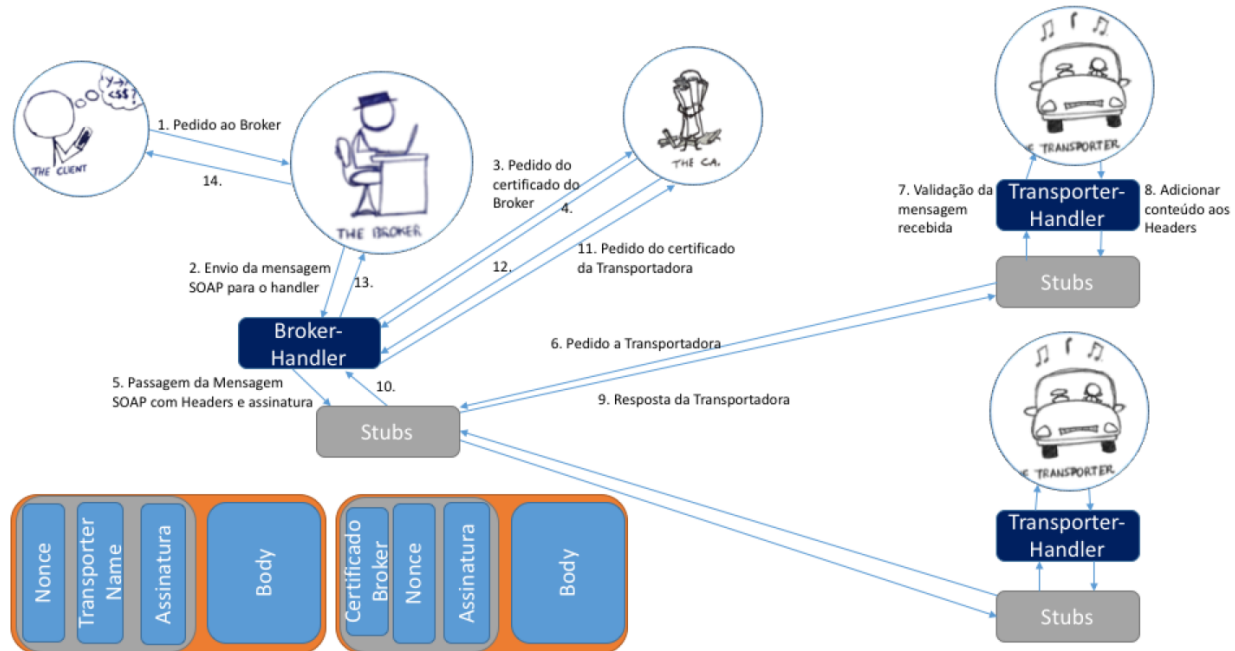 Y→
<$$?
THE CLIENT
1. Pedido ao Broker
14.
THE BROKER
3. Pedido do
certificado do
Broker
4.
THE CA.
2. Envio da mensagem
SOAP para o handler
13.
12.
11. Pedido do certificado
da Transportadora
Broker-
Handler
5. Passagem da Mensagem
SOAP com Headers e assinatura
10.
Stubs
6. Pedido a Transportadora
9. Resposta da Transportadora
E TRANSPORTER
7. Validação da
mensagem
recebida
Transporter-
Handler
8. Adicionar
conteúdo aos
Headers
Stubs
E TRANSPORTER
Transporter-
Handler
Stubs
Nonce
Transporter
Name
Assinatura
Body
Certificado
Broker
Nonce
Assinatura
Body